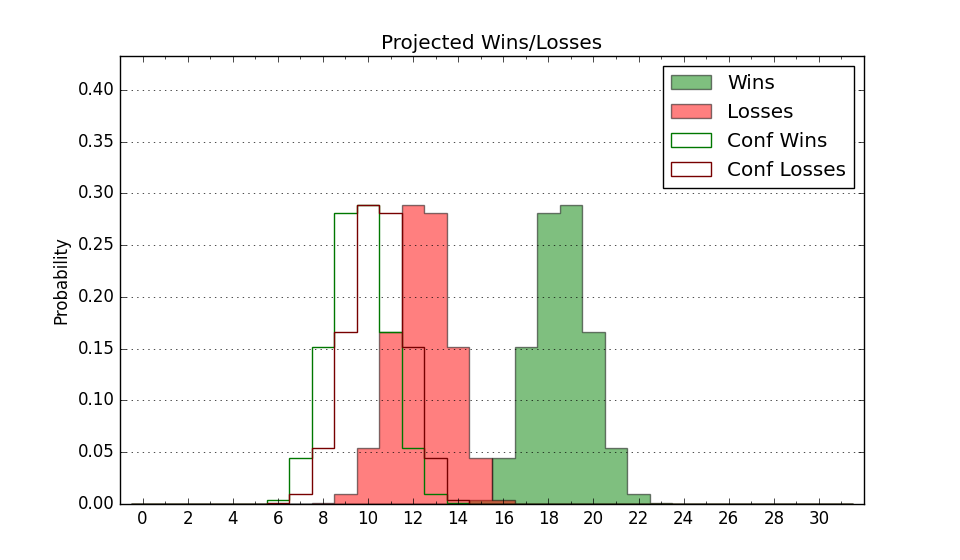 Projected Wins/Losses
Wins
Losses
Conf Wins
Conf Losses
Probability
0.40
0.35
0.30
0.25
0.20
0.15
0.10
0.05
0.00
0 2 4 6 8 10 12 14 16 18 20 22 24 26 28 30